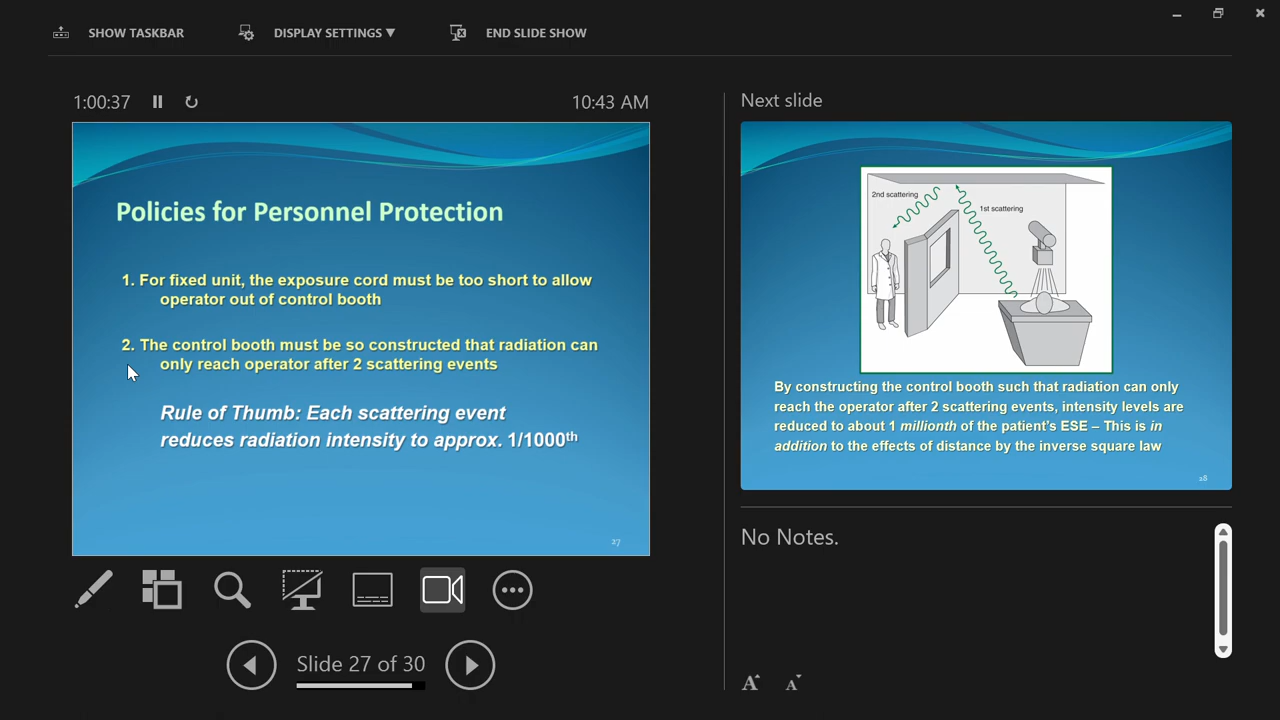 SHOW TASKBAR
DISPLAY SETTINGS ▼
END SLIDE SHOW
1:00:37
10:43 AM
Policies for Personnel Protection
1. For fixed unit, the exposure cord must be too short to allow
operator out of control booth
2. The control booth must be so constructed that radiation can
only reach operator after 2 scattering events
Rule of Thumb: Each scattering event
reduces radiation intensity to approx. 1/1000th
27
Slide 27 of 30
Next slide
2nd scattering
1st scattering
By constructing the control booth such that radiation can only
reach the operator after 2 scattering events, intensity levels are
reduced to about 1 millionth of the patient's ESE – This is in
addition to the effects of distance by the inverse square law
28
No Notes.
A
A